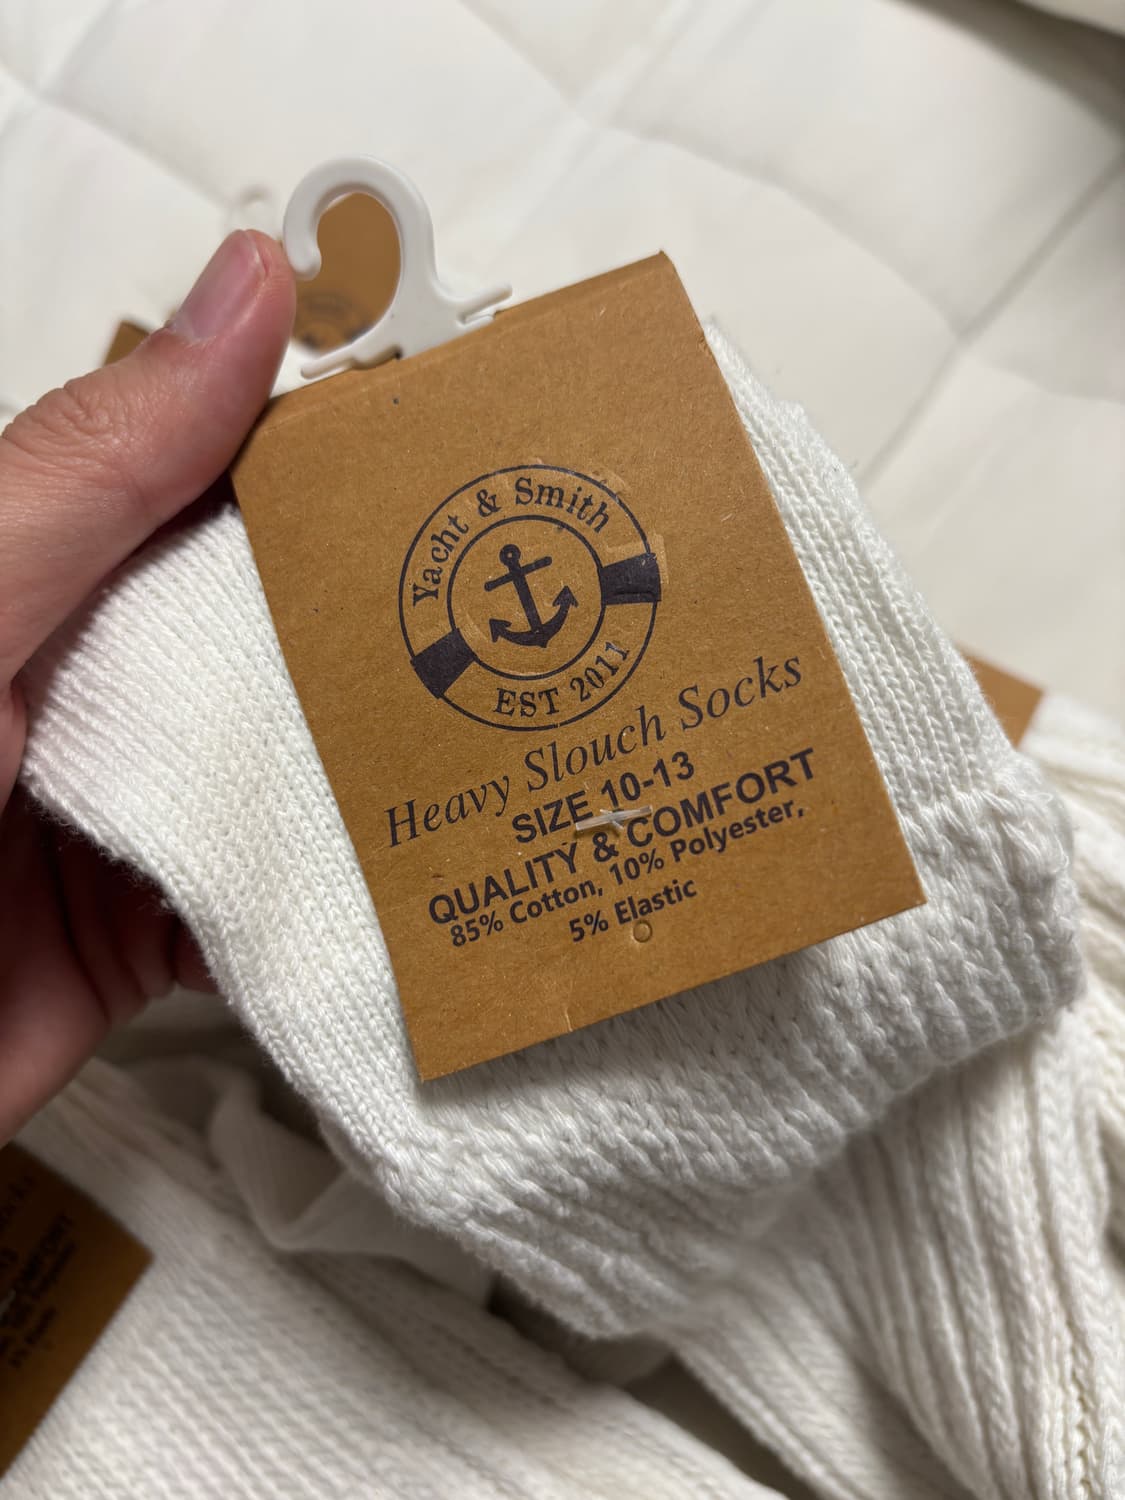 Yacht & Smith
EST 2011
Heavy Slouch Socks
SIZE 10-13
QUALITY & COMFORT
85% Cotton, 10% Polyester,
5% Elastic